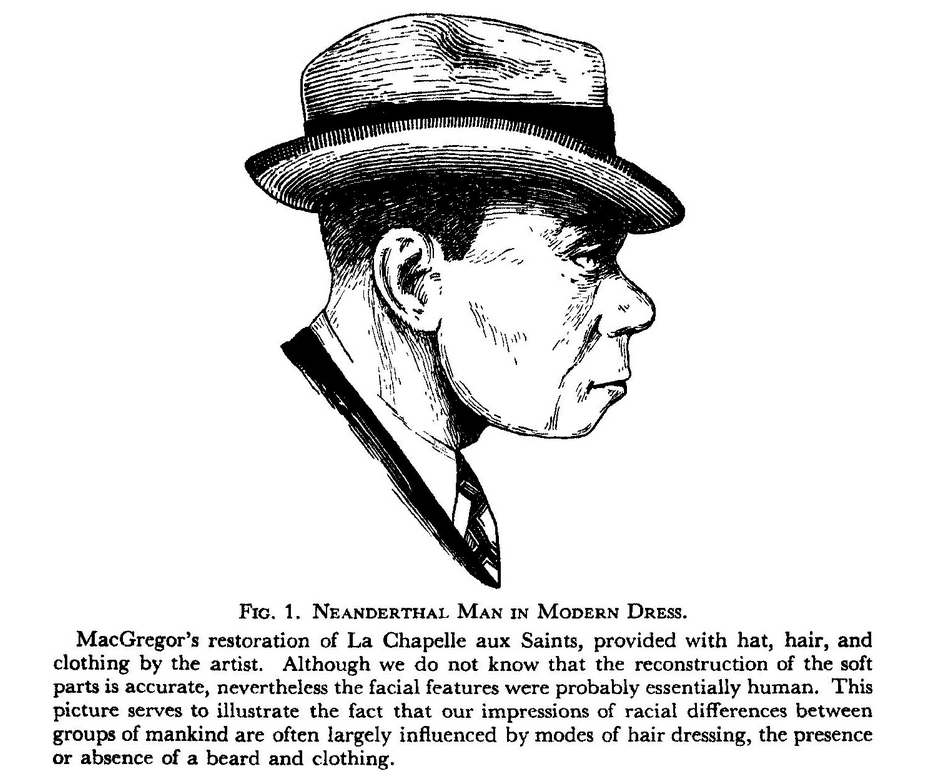 Fig. 1. Neanderthal Man in Modern Dress.
MacGregor's restoration of La Chapelle aux Saints, provided with hat, hair, and
clothing by the artist. Although we do not know that the reconstruction of the soft
parts is accurate, nevertheless the facial features were probably essentially human. This
picture serves to illustrate the fact that our impressions of racial differences between
groups of mankind are often largely influenced by modes of hair dressing, the presence
or absence of a beard and clothing.